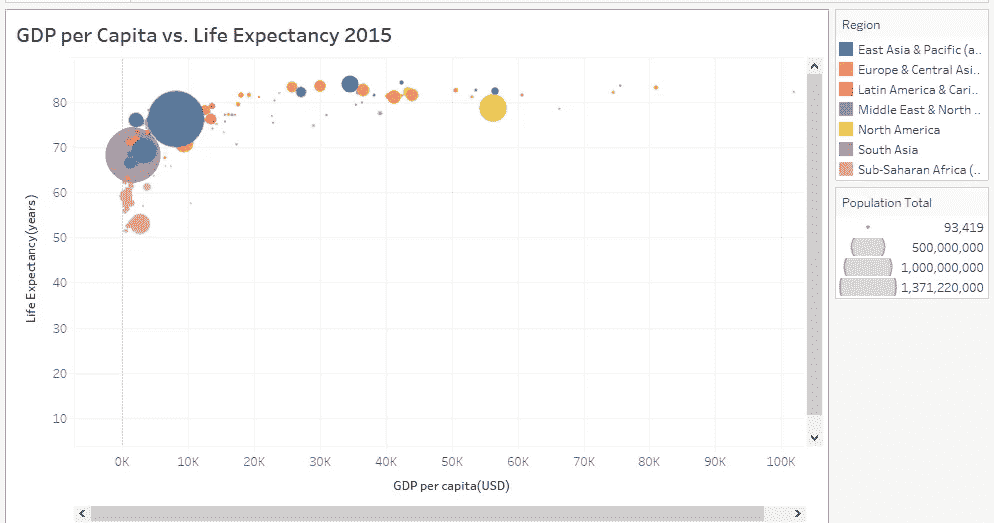 GDP per Capita vs. Life Expectancy 2015
80
70
60
50
40
30
20
10
Life Expectancy(years)
0K 10K 20K 30K 40K 50K 60K 70K 80K 90K 100K
GDP per capita(USD)
Region
East Asia & Pacific (a..
Europe & Central Asi..
Latin America & Cari..
Middle East & North ..
North America
South Asia
Sub-Saharan Africa (..
Population Total
93,419
500,000,000
1,000,000,000
1,371,220,000